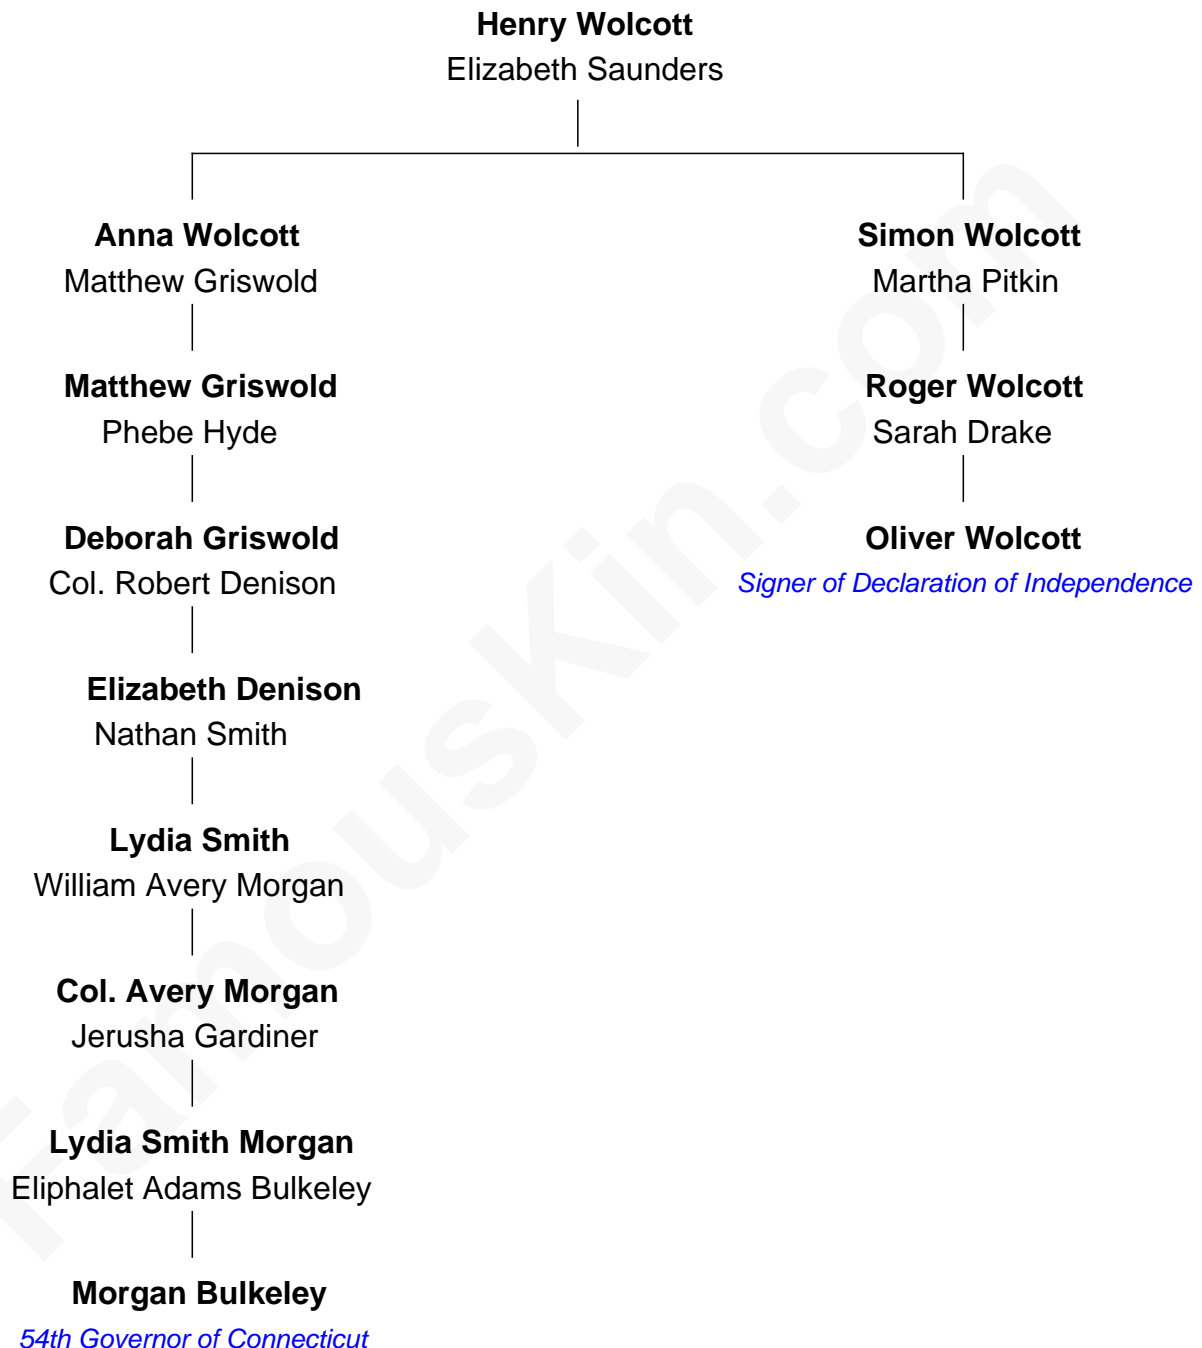 Henry Wolcott
Elizabeth Saunders
Anna Wolcott
Matthew Griswold
Simon Wolcott
Martha Pitkin
Matthew Griswold
Phebe Hyde
Roger Wolcott
Sarah Drake
Deborah Griswold
Col. Robert Denison
Oliver Wolcott
Signer of Declaration of Independence
Elizabeth Denison
Nathan Smith
Lydia Smith
William Avery Morgan
Col. Avery Morgan
Jerusha Gardiner
Lydia Smith Morgan
Eliphalet Adams Bulkeley
Morgan Bulkeley
54th Governor of Connecticut
FamousKin.com